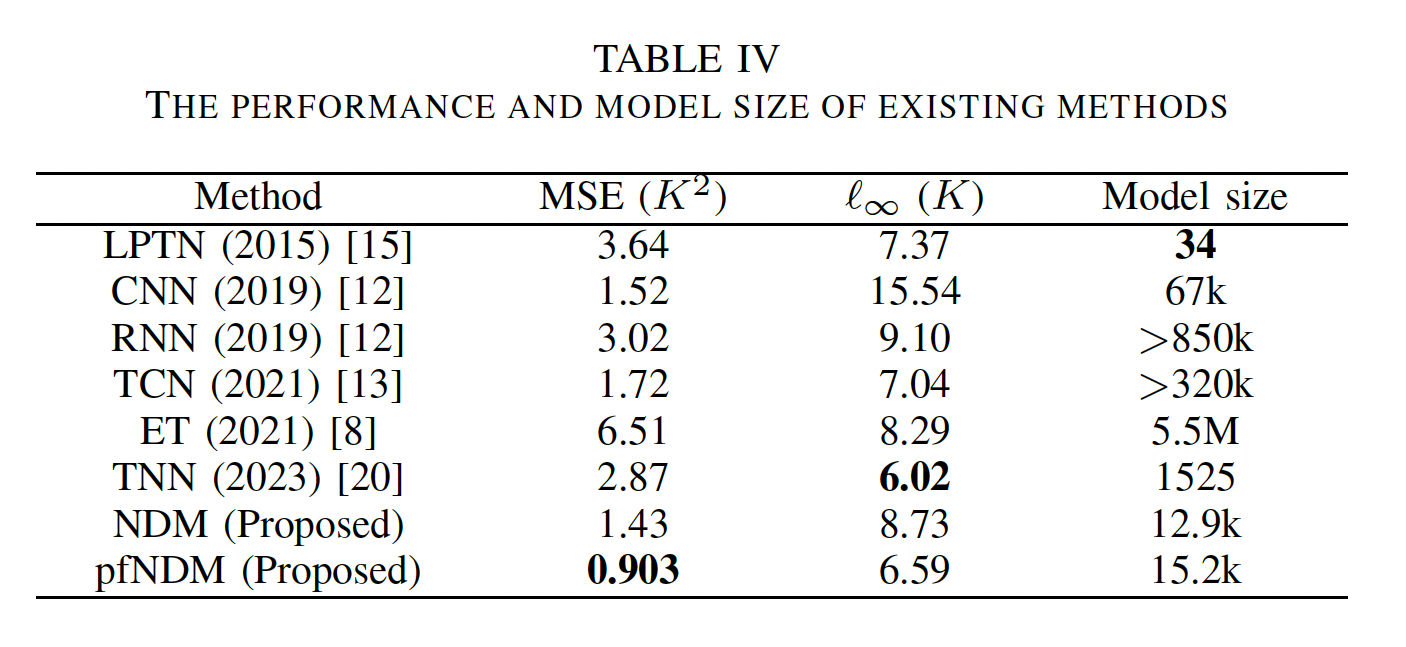 TABLE IV
THE PERFORMANCE AND MODEL SIZE OF EXISTING METHODS
Method MSE (K²) ℓ∞ (K) Model size
LPTN (2015) [15] 3.64 7.37 34
CNN (2019) [12] 1.52 15.54 67k
RNN (2019) [12] 3.02 9.10 >850k
TCN (2021) [13] 1.72 7.04 >320k
ET (2021) [8] 6.51 8.29 5.5M
TNN (2023) [20] 2.87 6.02 1525
NDM (Proposed) 1.43 8.73 12.9k
pfNDM (Proposed) 0.903 6.59 15.2k